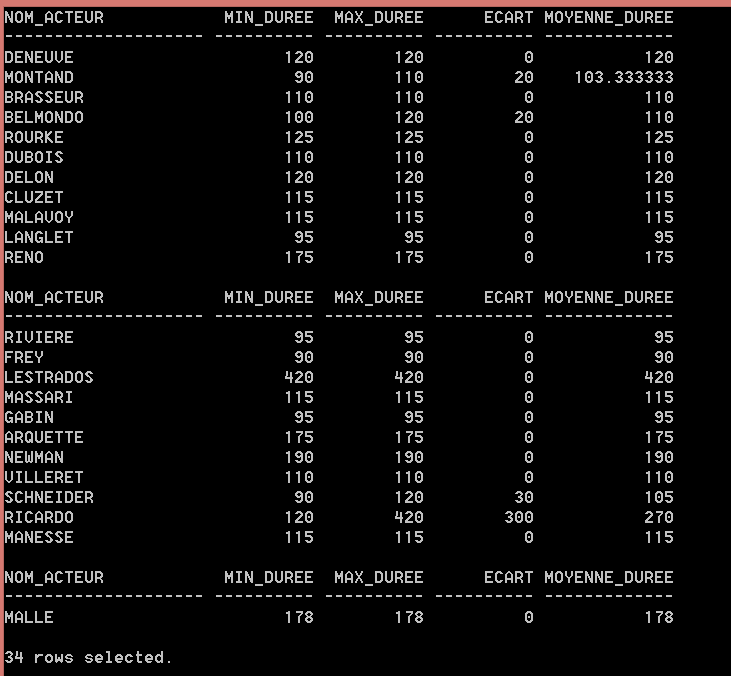 NOM_ACTEUR MIN_DUREE MAX_DUREE ECART MOYENNE_DUREE
-------------------- ---------- ---------- ---------- -------------
DENEUVE 120 120 0 120
MONTAND 90 110 20 103.333333
BRASSEUR 110 110 0 110
BELMONDO 100 120 20 110
ROURKE 125 125 0 125
DUBOIS 110 110 0 110
DELON 120 120 0 120
CLUZET 115 115 0 115
MALAVOY 115 115 0 115
LANGLET 95 95 0 95
RENO 175 175 0 175
NOM_ACTEUR MIN_DUREE MAX_DUREE ECART MOYENNE_DUREE
-------------------- ---------- ---------- ---------- -------------
RIVIERE 95 95 0 95
FREY 90 90 0 90
LESTRADOS 420 420 0 420
MASSARI 115 115 0 115
GABIN 95 95 0 95
ARQUETTE 175 175 0 175
NEWMAN 190 190 0 190
VILLERET 110 110 0 110
SCHNEIDER 90 120 30 105
RICARDO 120 420 300 270
MANESSE 115 115 0 115
NOM_ACTEUR MIN_DUREE MAX_DUREE ECART MOYENNE_DUREE
-------------------- ---------- ---------- ---------- -------------
MALLE 178 178 0 178
34 rows selected.